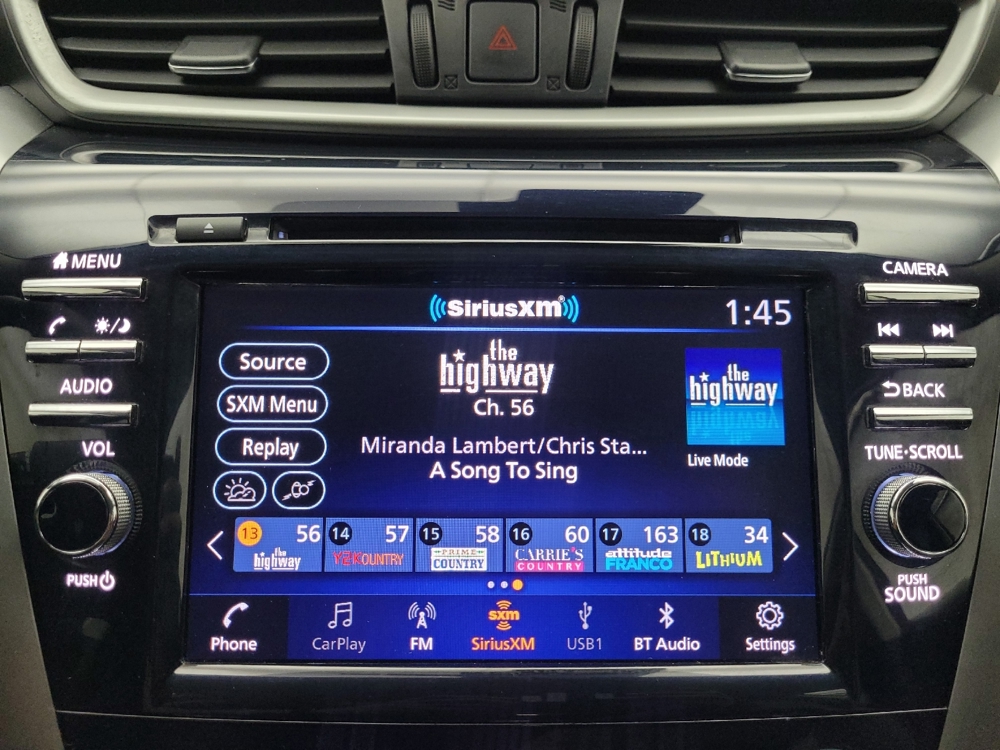 MENU
CAMERA
SiriusXM
1:45
Source
the
highway
the
highway
SXM Menu
Ch. 56
AUDIO
BACK
Replay
Miranda Lambert/Chris Sta...
A Song To Sing
Live Mode
VOL
TUNE·SCROLL
13 56 the highway
14 57 Y2KOUNTRY
15 58 PRIME COUNTRY
16 60 CARRIE'S COUNTRY
17 163 attitude FRANCO
18 34 LITHIUM
PUSH
PUSH
SOUND
Phone
CarPlay
FM
sxm
SiriusXM
USB1
BT Audio
Settings